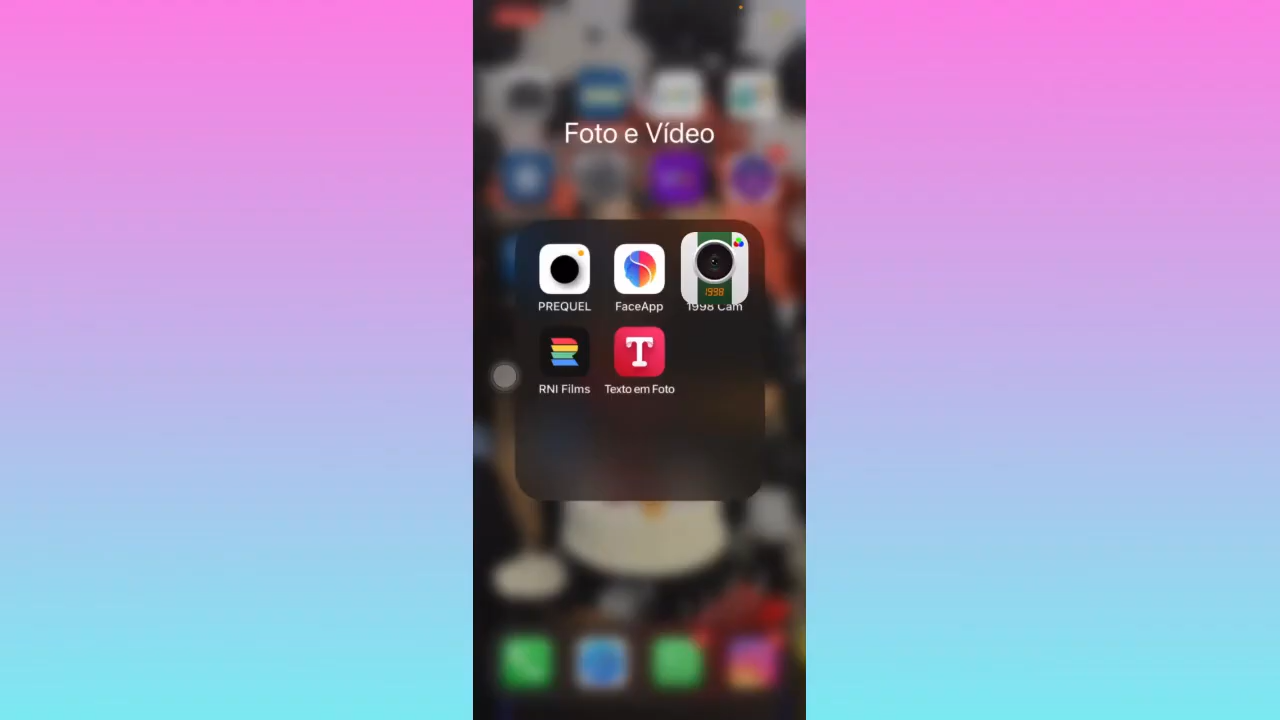 Foto e Vídeo
PREQUEL
FaceApp
1998
1998 Cam
RNI Films
T
Texto em Foto